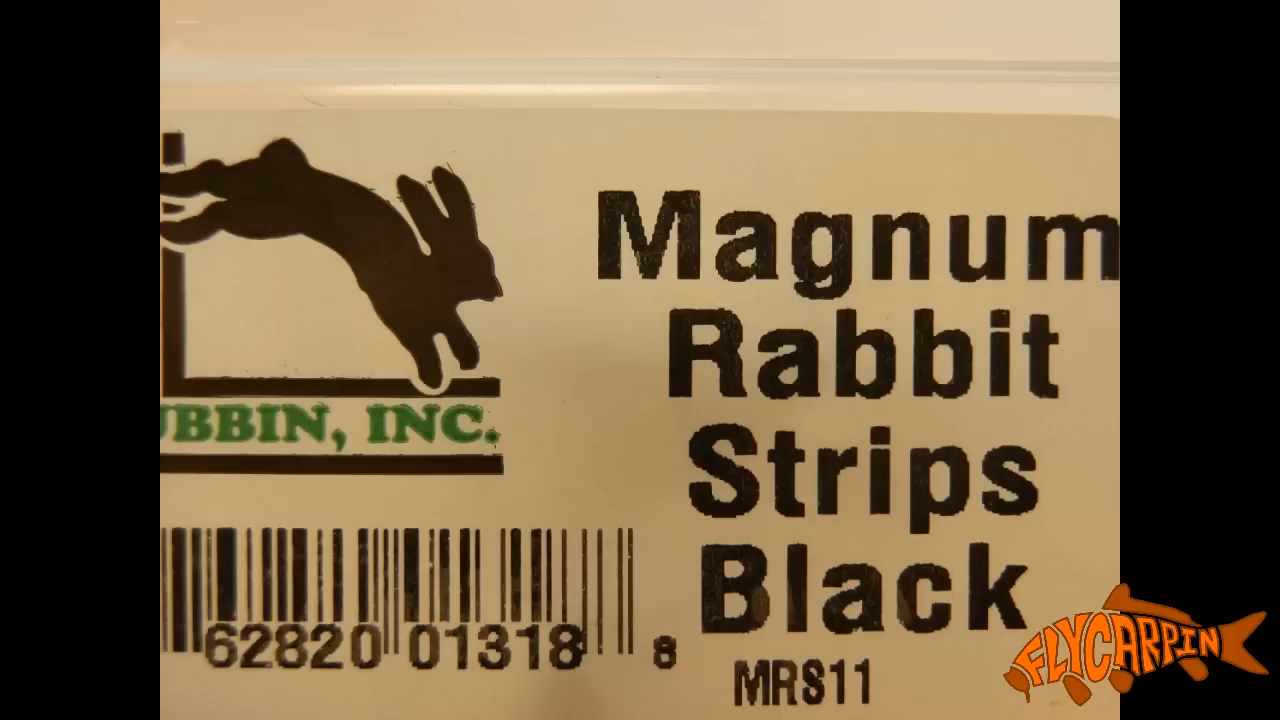 Magnum
Rabbit
Strips
Black
MRS11
UBBIN, INC.
62820 01318 8
FLYCARPIN